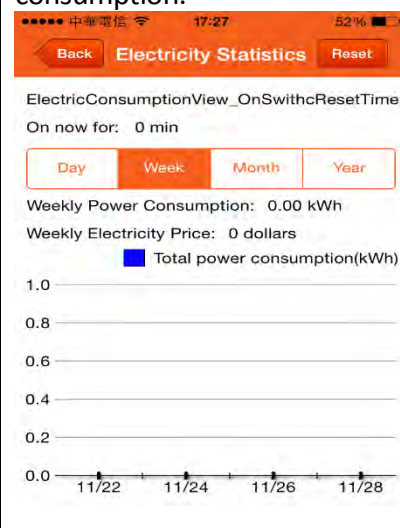 consumption.
中華電信 17:27 52%
Back Electricity Statistics Reset
ElectricConsumptionView_OnSwithcResetTime
On now for: 0 min
Day Week Month Year
Weekly Power Consumption: 0.00 kWh
Weekly Electricity Price: 0 dollars
Total power consumption(kWh)
1.0
0.8
0.6
0.4
0.2
0.0
11/22 11/24 11/26 11/28